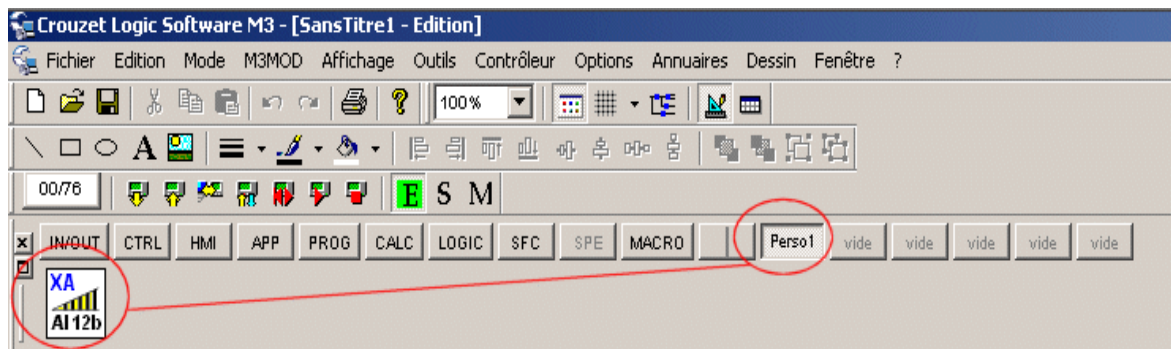 Crouzet Logic Software M3 - [SansTitre1 - Edition]
Fichier Edition Mode M3MOD Affichage Outils Contrôleur Options Annuaires Dessin Fenêtre ?
100%
A
00/76 E S M
IN/OUT CTRL HMI APP PROG CALC LOGIC SFC SPE MACRO Perso1 vide vide vide vide vide
XA
AI 12b